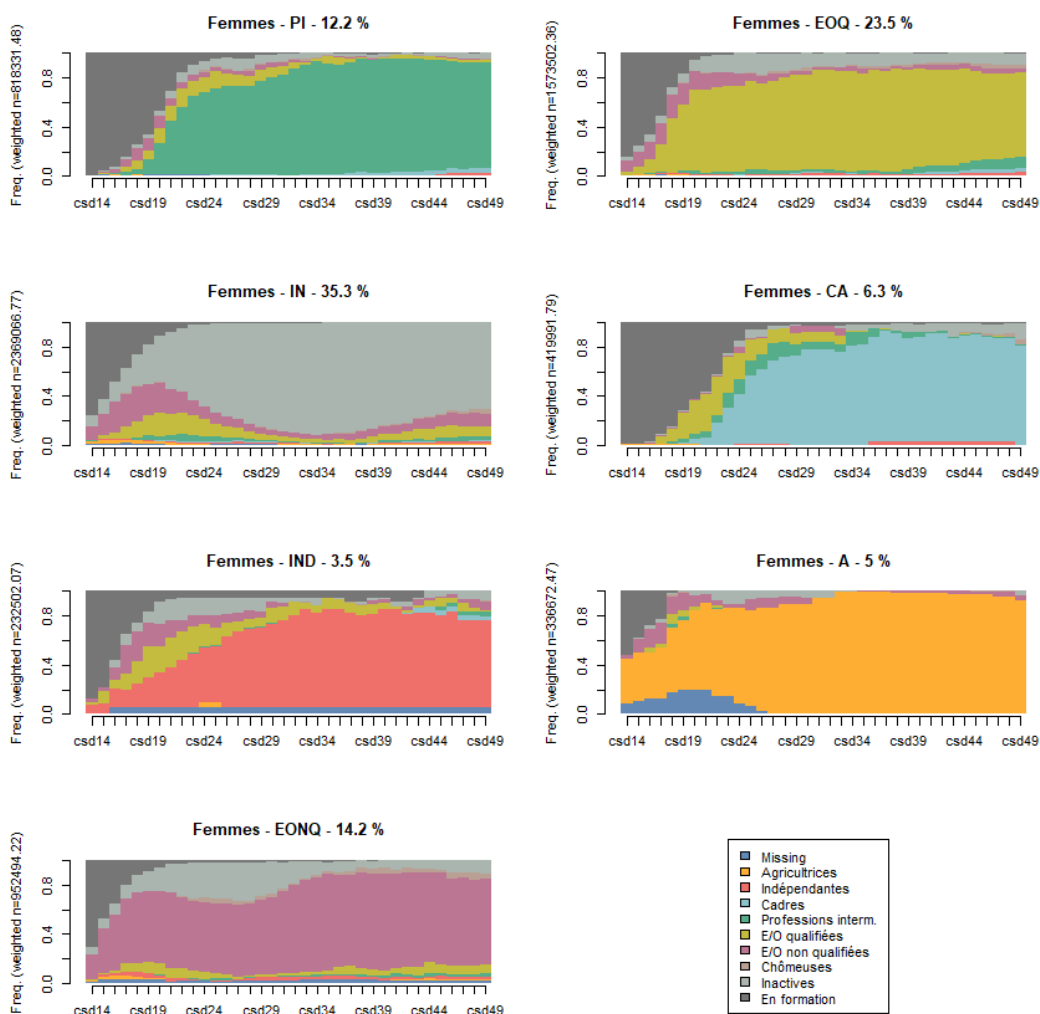 Femmes - PI - 12.2 %
Freq. (weighted n=818331.48)
0.0 0.4 0.8
csd14 csd19 csd24 csd29 csd34 csd39 csd44 csd49
Femmes - EOQ - 23.5 %
Freq. (weighted n=1573502.36)
0.0 0.4 0.8
csd14 csd19 csd24 csd29 csd34 csd39 csd44 csd49
Femmes - IN - 35.3 %
Freq. (weighted n=2369066.77)
0.0 0.4 0.8
csd14 csd19 csd24 csd29 csd34 csd39 csd44 csd49
Femmes - CA - 6.3 %
Freq. (weighted n=419991.79)
0.0 0.4 0.8
csd14 csd19 csd24 csd29 csd34 csd39 csd44 csd49
Femmes - IND - 3.5 %
Freq. (weighted n=232502.07)
0.0 0.4 0.8
csd14 csd19 csd24 csd29 csd34 csd39 csd44 csd49
Femmes - A - 5 %
Freq. (weighted n=336672.47)
0.0 0.4 0.8
csd14 csd19 csd24 csd29 csd34 csd39 csd44 csd49
Femmes - EONQ - 14.2 %
Freq. (weighted n=952494.22)
0.0 0.4 0.8
csd14 csd19 csd24 csd29 csd34 csd39 csd44 csd49
Missing
Agricultrices
Indépendantes
Cadres
Professions interm.
E/O qualifiées
E/O non qualifiées
Chômeuses
Inactives
En formation